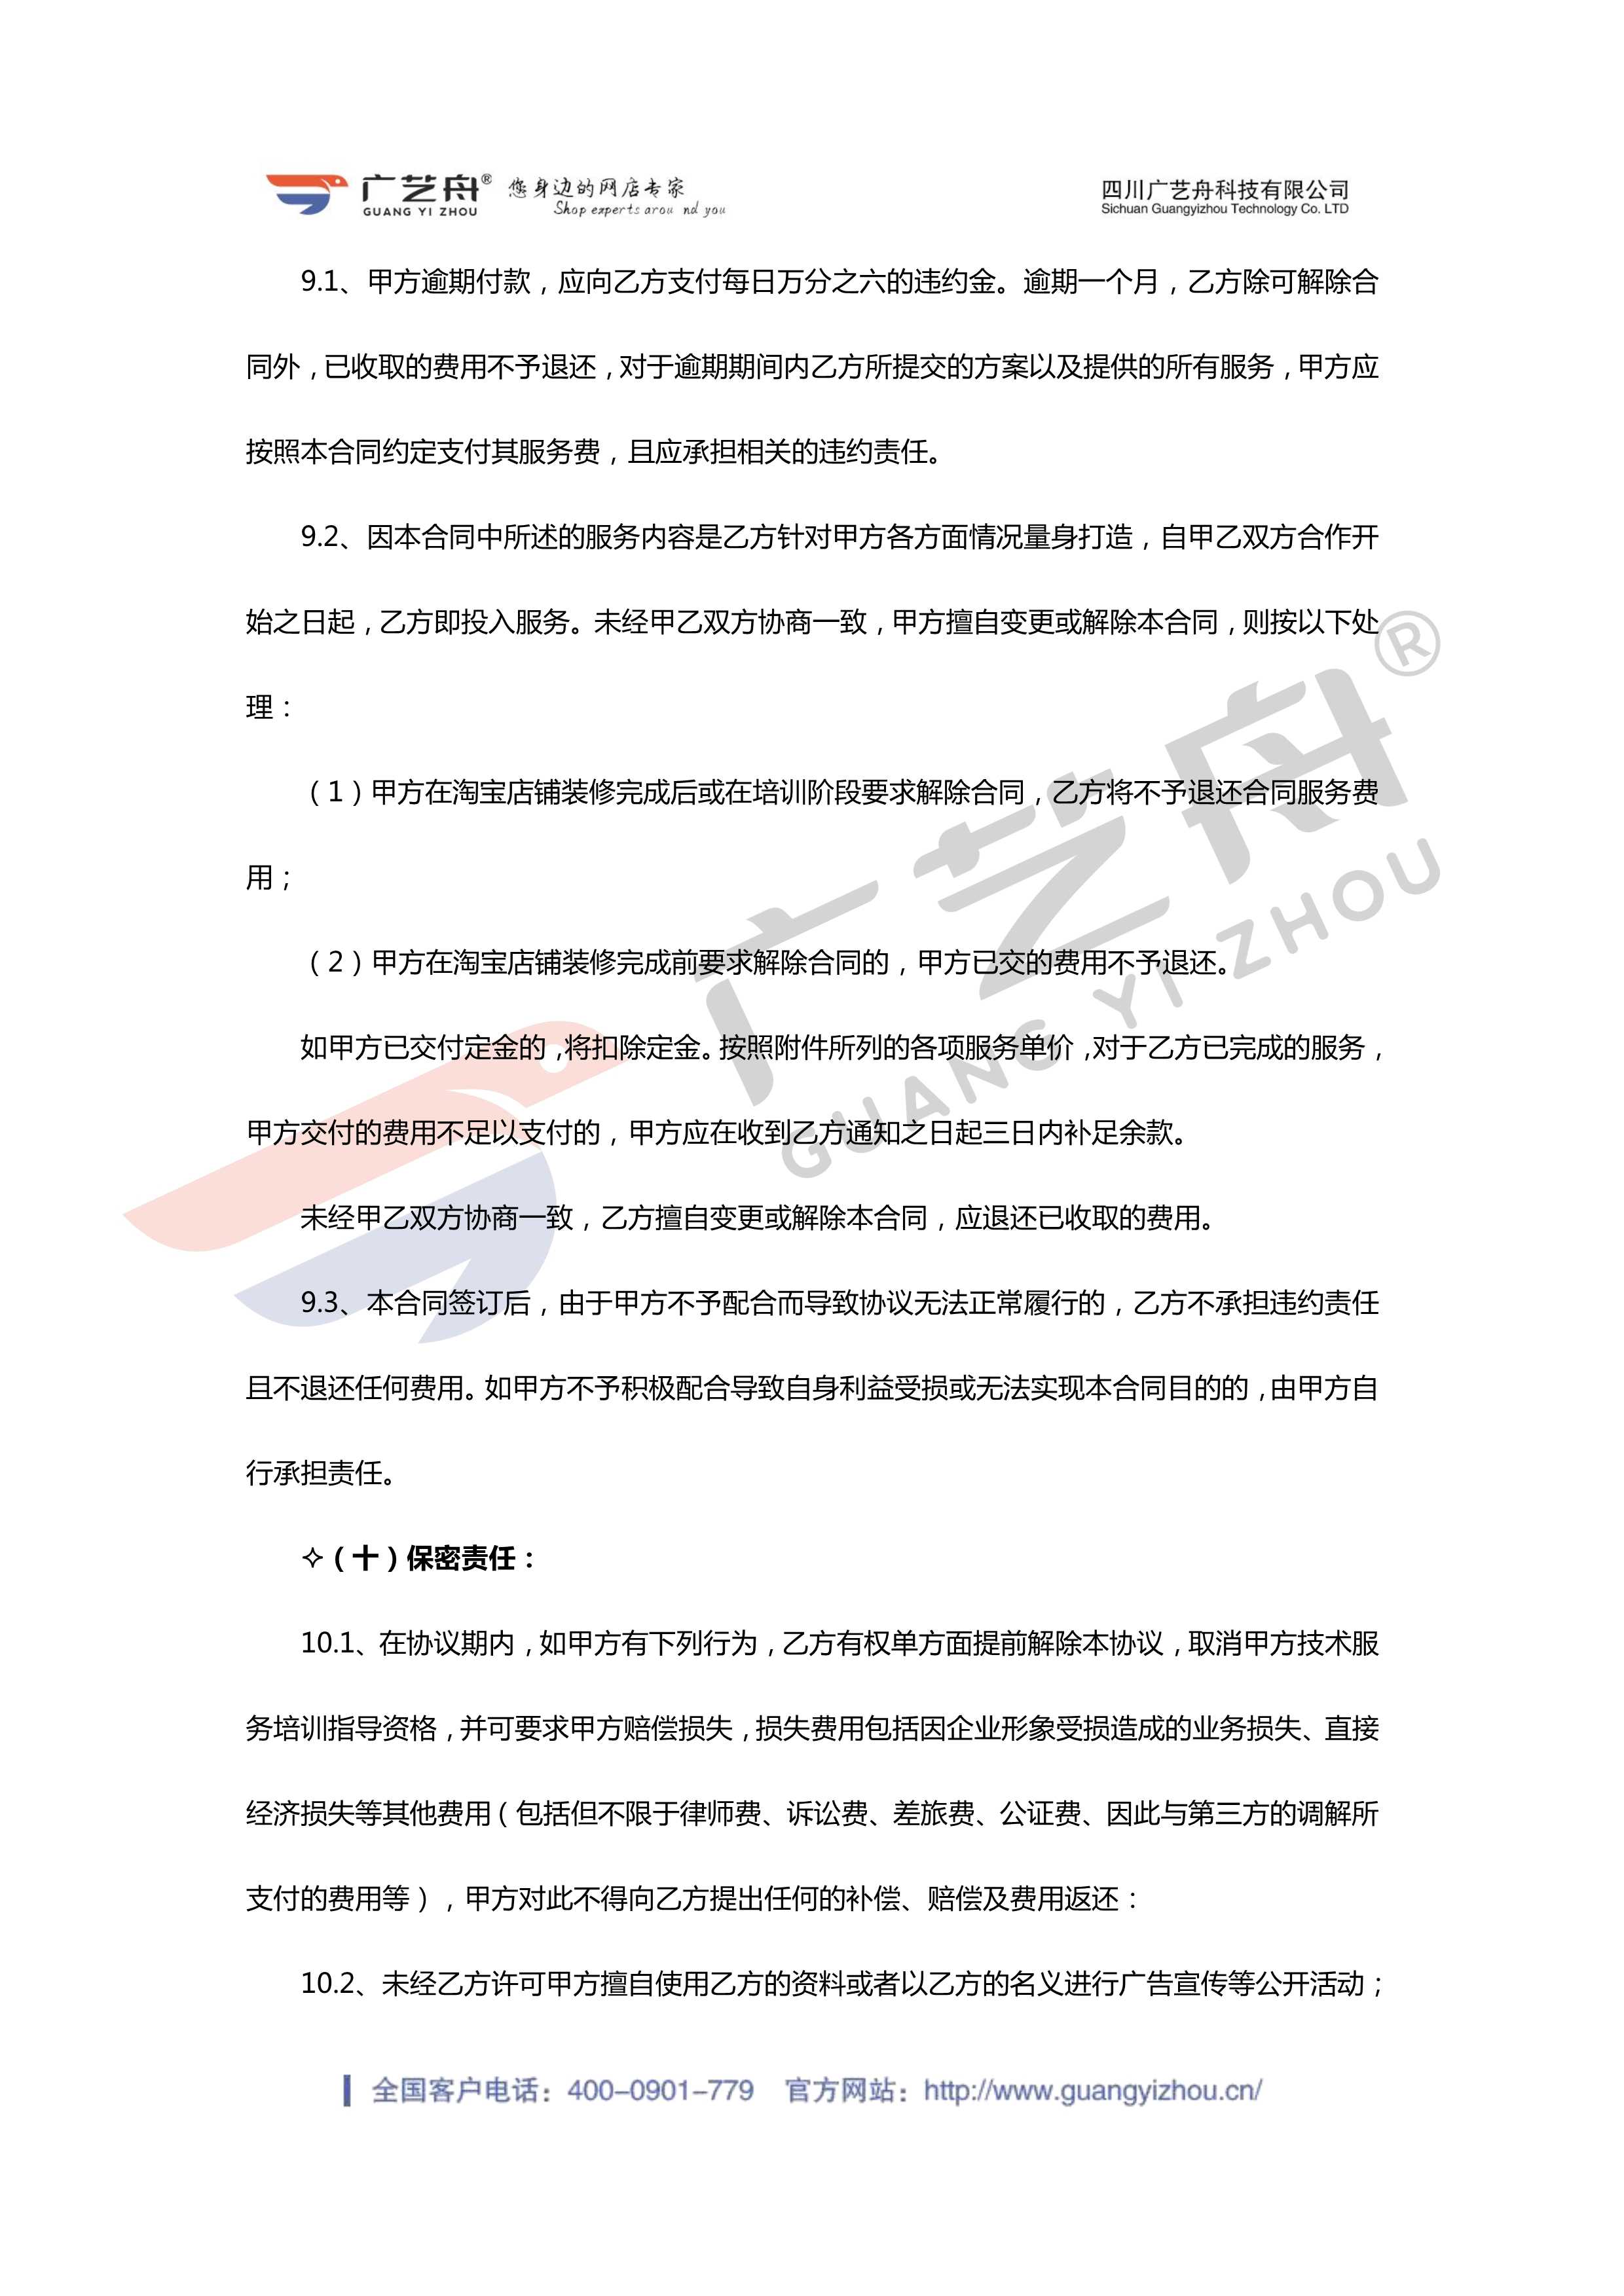 广艺舟® 您身边的网店专家
GUANG YI ZHOU Shop experts arou nd you
四川广艺舟科技有限公司
Sichuan Guangyizhou Technology Co. LTD
9.1、甲方逾期付款，应向乙方支付每日万分之六的违约金。逾期一个月，乙方除可解除合
同外，已收取的费用不予退还，对于逾期期间内乙方所提交的方案以及提供的所有服务，甲方应
按照本合同约定支付其服务费，且应承担相关的违约责任。
9.2、因本合同中所述的服务内容是乙方针对甲方各方面情况量身打造，自甲乙双方合作开
始之日起，乙方即投入服务。未经甲乙双方协商一致，甲方擅自变更或解除本合同，则按以下处
理：
（1）甲方在淘宝店铺装修完成后或在培训阶段要求解除合同，乙方将不予退还合同服务费
用；
（2）甲方在淘宝店铺装修完成前要求解除合同的，甲方已交的费用不予退还。
如甲方已交付定金的，将扣除定金。按照附件所列的各项服务单价，对于乙方已完成的服务，
甲方交付的费用不足以支付的，甲方应在收到乙方通知之日起三日内补足余款。
未经甲乙双方协商一致，乙方擅自变更或解除本合同，应退还已收取的费用。
9.3、本合同签订后，由于甲方不予配合而导致协议无法正常履行的，乙方不承担违约责任
且不退还任何费用。如甲方不予积极配合导致自身利益受损或无法实现本合同目的的，由甲方自
行承担责任。
✧（十）保密责任：
10.1、在协议期内，如甲方有下列行为，乙方有权单方面提前解除本协议，取消甲方技术服
务培训指导资格，并可要求甲方赔偿损失，损失费用包括因企业形象受损造成的业务损失、直接
经济损失等其他费用（包括但不限于律师费、诉讼费、差旅费、公证费、因此与第三方的调解所
支付的费用等），甲方对此不得向乙方提出任何的补偿、赔偿及费用返还：
10.2、未经乙方许可甲方擅自使用乙方的资料或者以乙方的名义进行广告宣传等公开活动；
广艺舟®
GUANG YI ZHOU
全国客户电话：400-0901-779 官方网站：http://www.guangyizhou.cn/